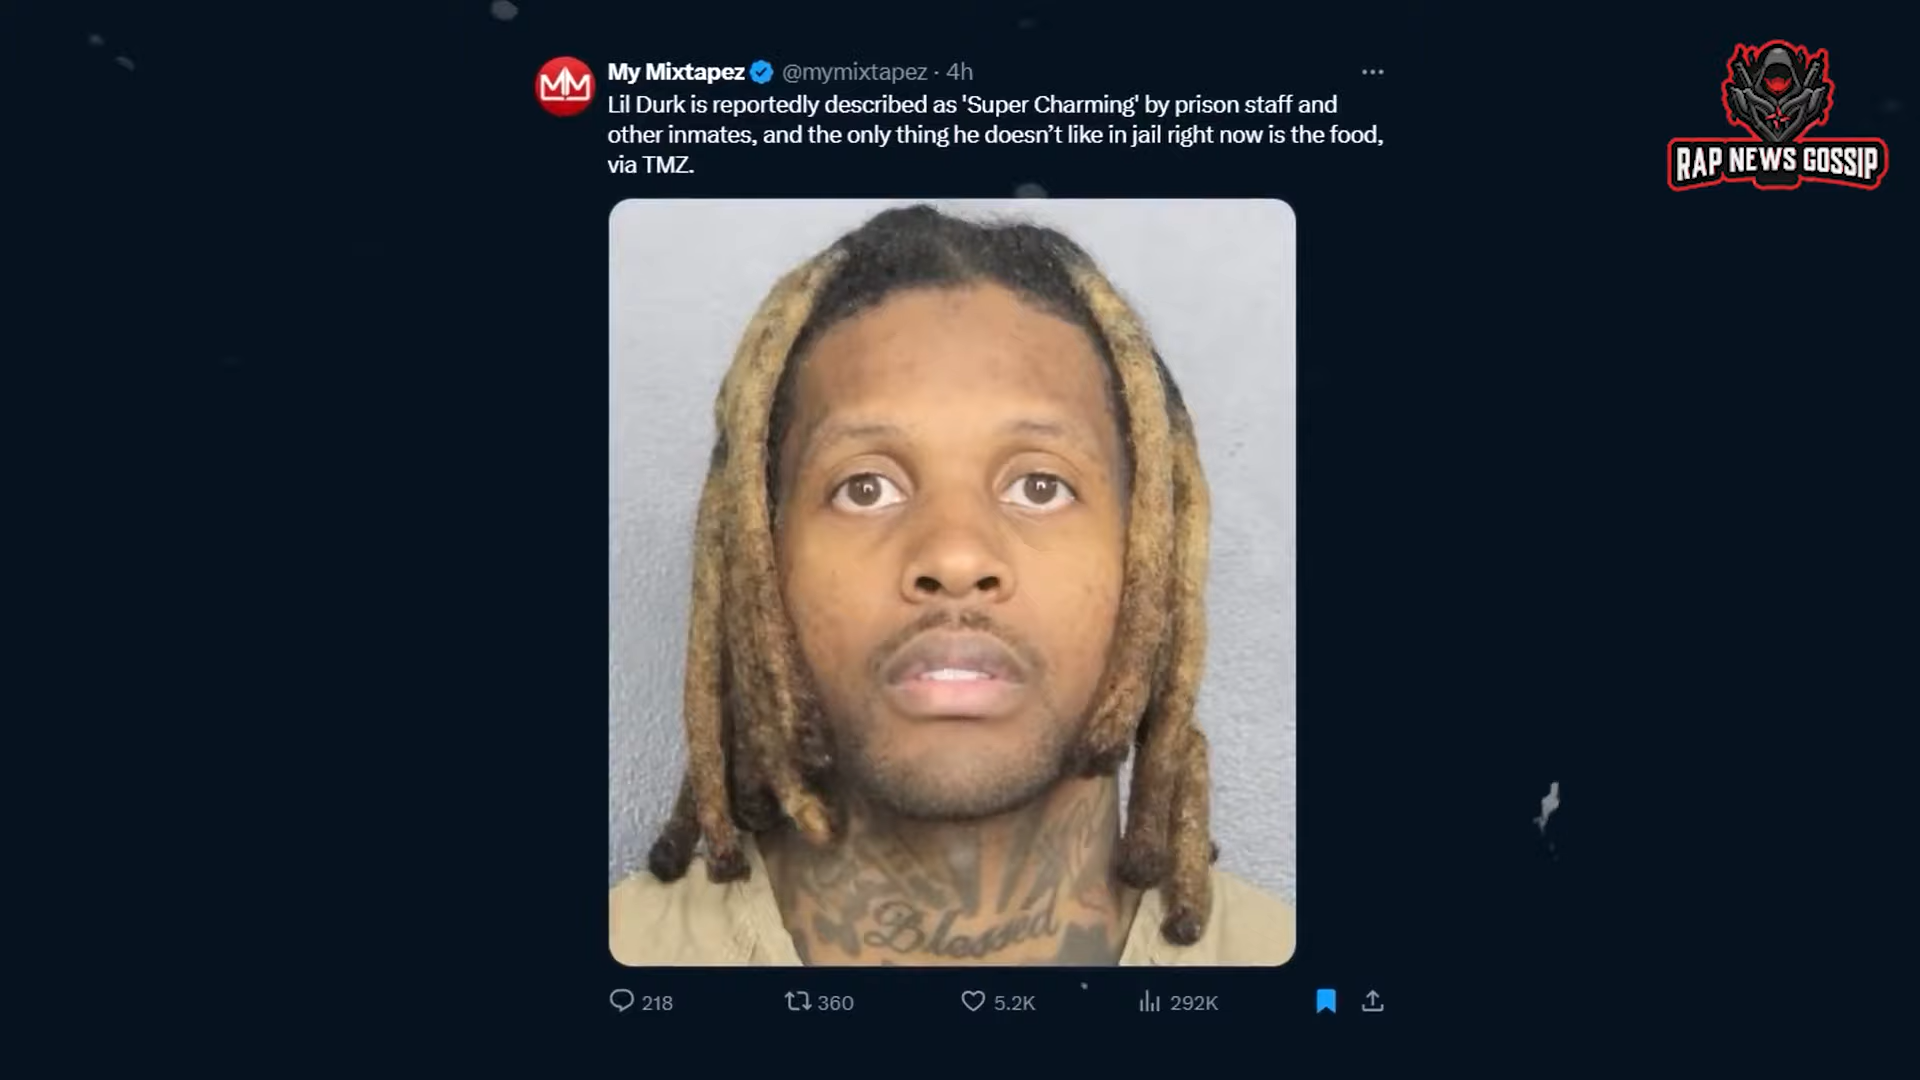 My Mixtapez @mymixtapez · 4h
Lil Durk is reportedly described as 'Super Charming' by prison staff and
other inmates, and the only thing he doesn’t like in jail right now is the food,
via TMZ.
RAP NEWS GOSSIP
Blessed
218 360 5.2K 292K